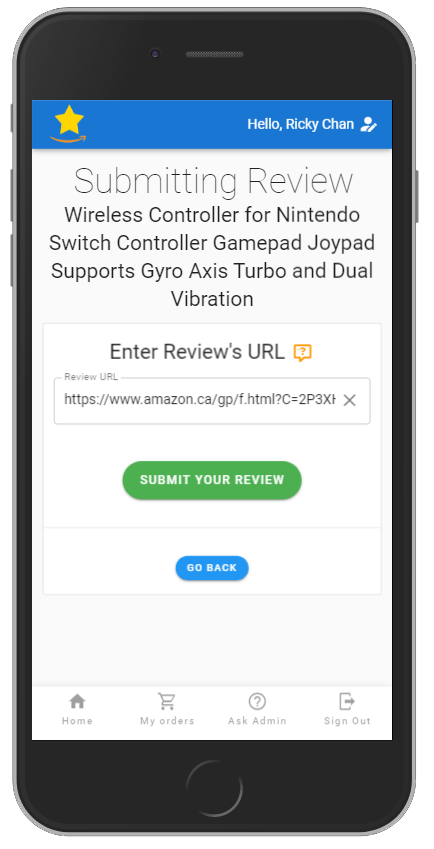 Hello, Ricky Chan
Submitting Review
Wireless Controller for Nintendo
Switch Controller Gamepad Joypad
Supports Gyro Axis Turbo and Dual
Vibration
Enter Review's URL
Review URL
https://www.amazon.ca/gp/f.html?C=2P3XH
SUBMIT YOUR REVIEW
GO BACK
Home My orders Ask Admin Sign Out